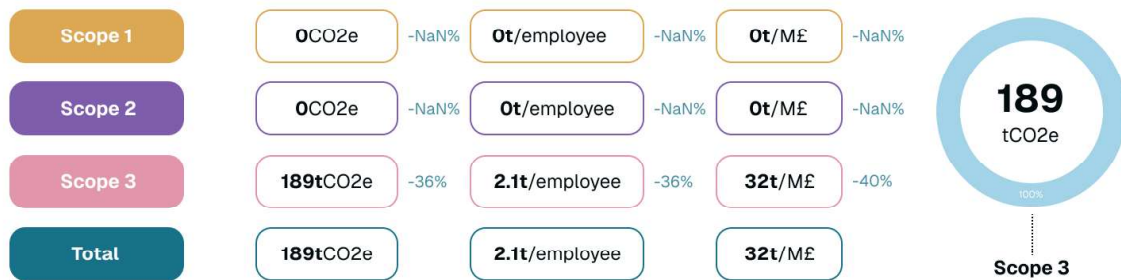 Scope 1 0CO2e -NaN% 0t/employee -NaN% 0t/M£ -NaN%
Scope 2 0CO2e -NaN% 0t/employee -NaN% 0t/M£ -NaN%
Scope 3 189tCO2e -36% 2.1t/employee -36% 32t/M£ -40%
Total 189tCO2e 2.1t/employee 32t/M£
189
tCO2e
100%
Scope 3